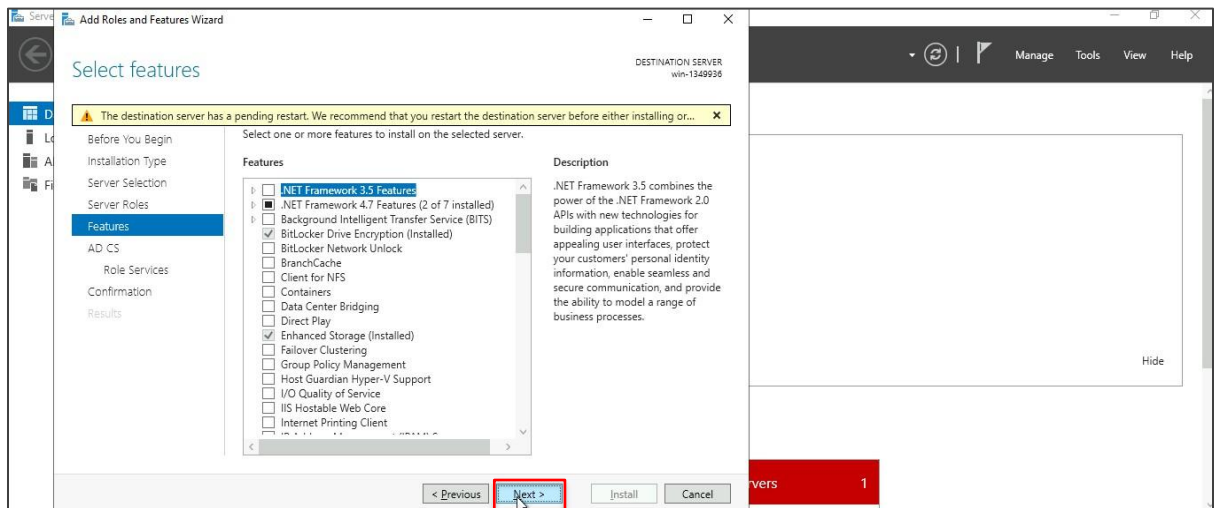 Serve
Add Roles and Features Wizard
Manage Tools View Help
Select features
DESTINATION SERVER
win-1349936
The destination server has a pending restart. We recommend that you restart the destination server before either installing or...
D
Lo
A
Fi
Before You Begin
Installation Type
Server Selection
Server Roles
Features
AD CS
Role Services
Confirmation
Results
Select one or more features to install on the selected server.
Features
.NET Framework 3.5 Features
.NET Framework 4.7 Features (2 of 7 installed)
Background Intelligent Transfer Service (BITS)
BitLocker Drive Encryption (Installed)
BitLocker Network Unlock
BranchCache
Client for NFS
Containers
Data Center Bridging
Direct Play
Enhanced Storage (Installed)
Failover Clustering
Group Policy Management
Host Guardian Hyper-V Support
I/O Quality of Service
IIS Hostable Web Core
Internet Printing Client
Description
.NET Framework 3.5 combines the
power of the .NET Framework 2.0
APIs with new technologies for
building applications that offer
appealing user interfaces, protect
your customers' personal identity
information, enable seamless and
secure communication, and provide
the ability to model a range of
business processes.
Hide
< Previous
Next >
Install
Cancel
rvers 1